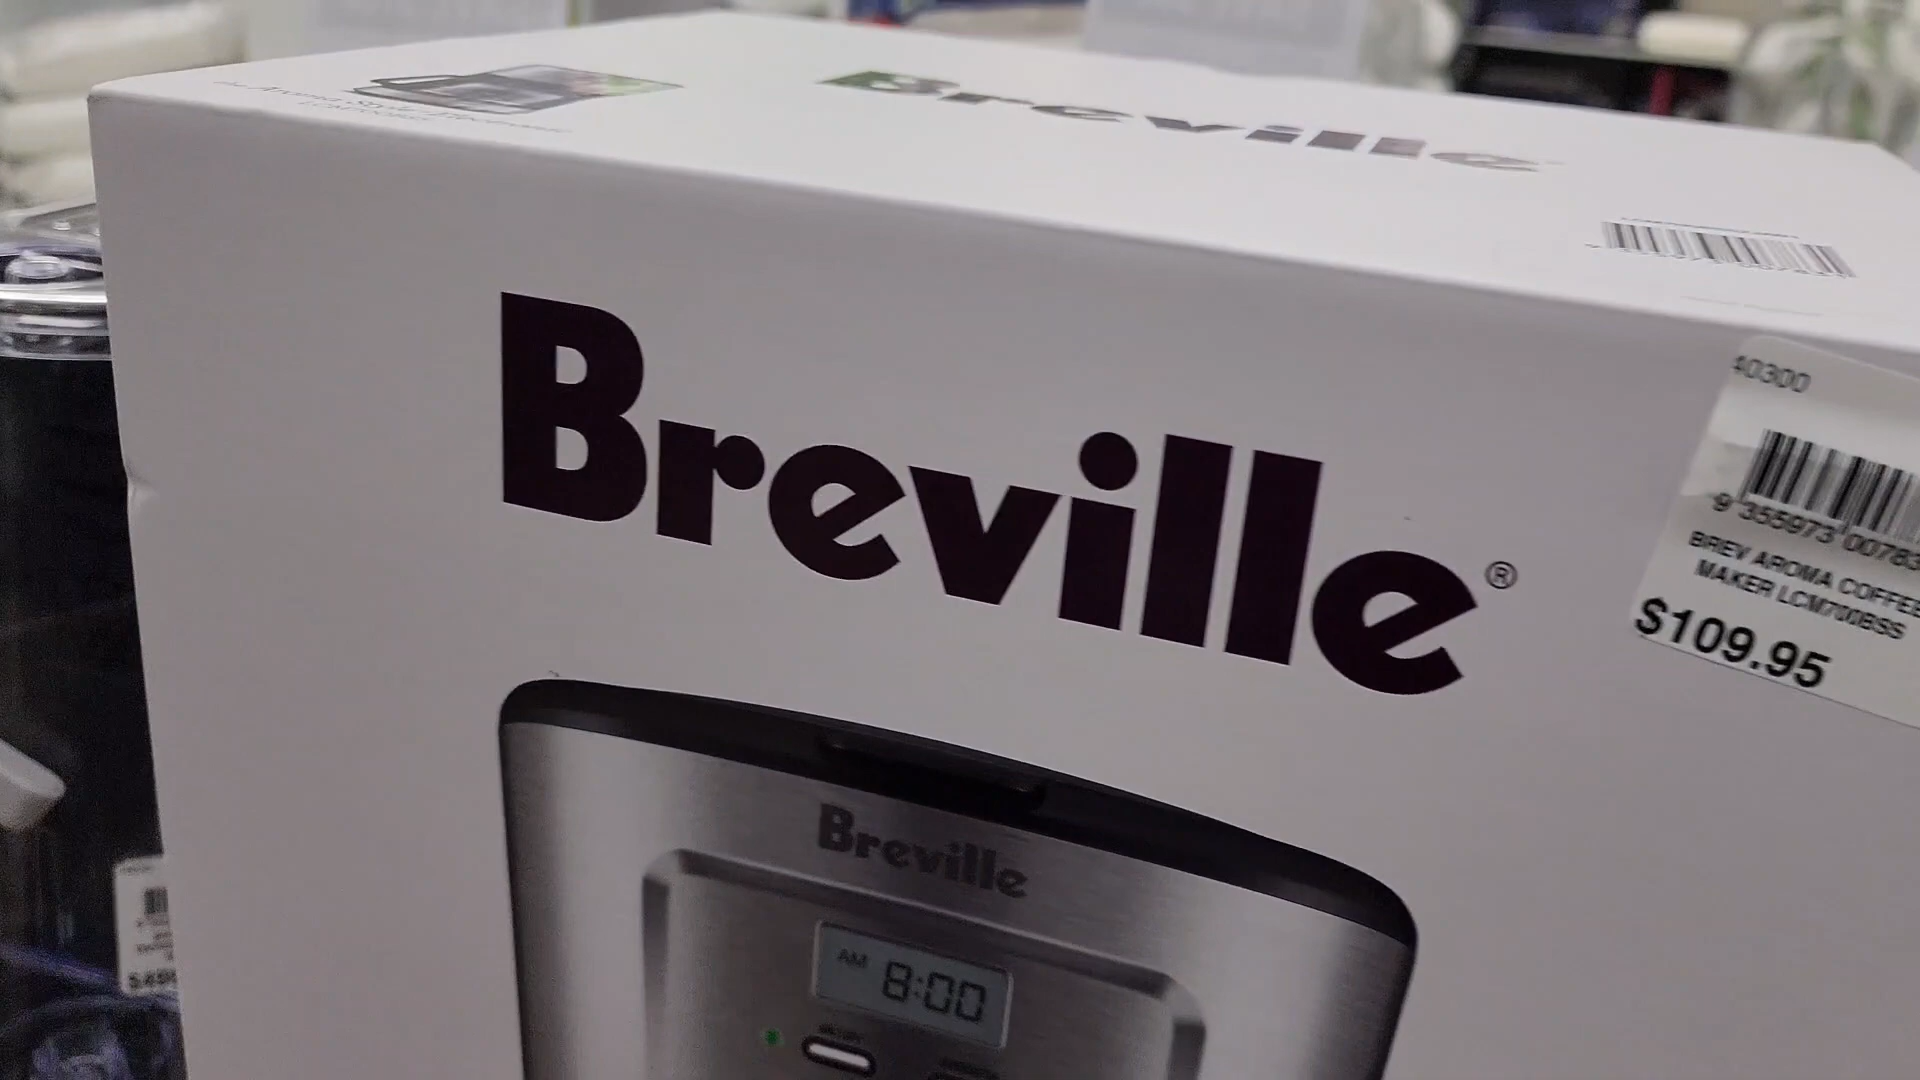 Breville
Breville®
40300
9 355973 00783
BREV AROMA COFFEE
MAKER LCM700BSS
$109.95
Breville
AM 8:00